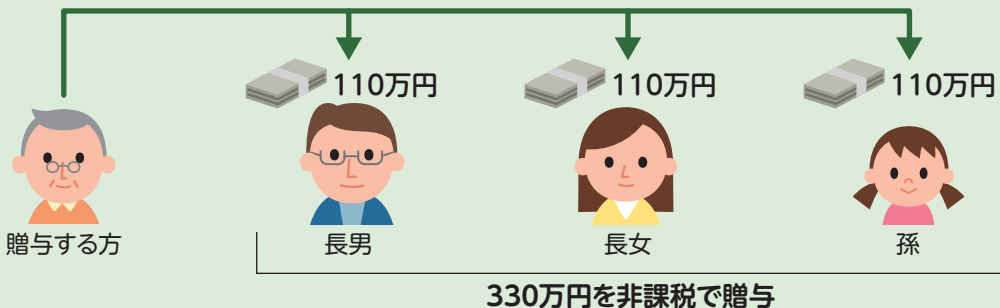 110万円
110万円
110万円
贈与する方
長男
長女
孫
330万円を非課税で贈与